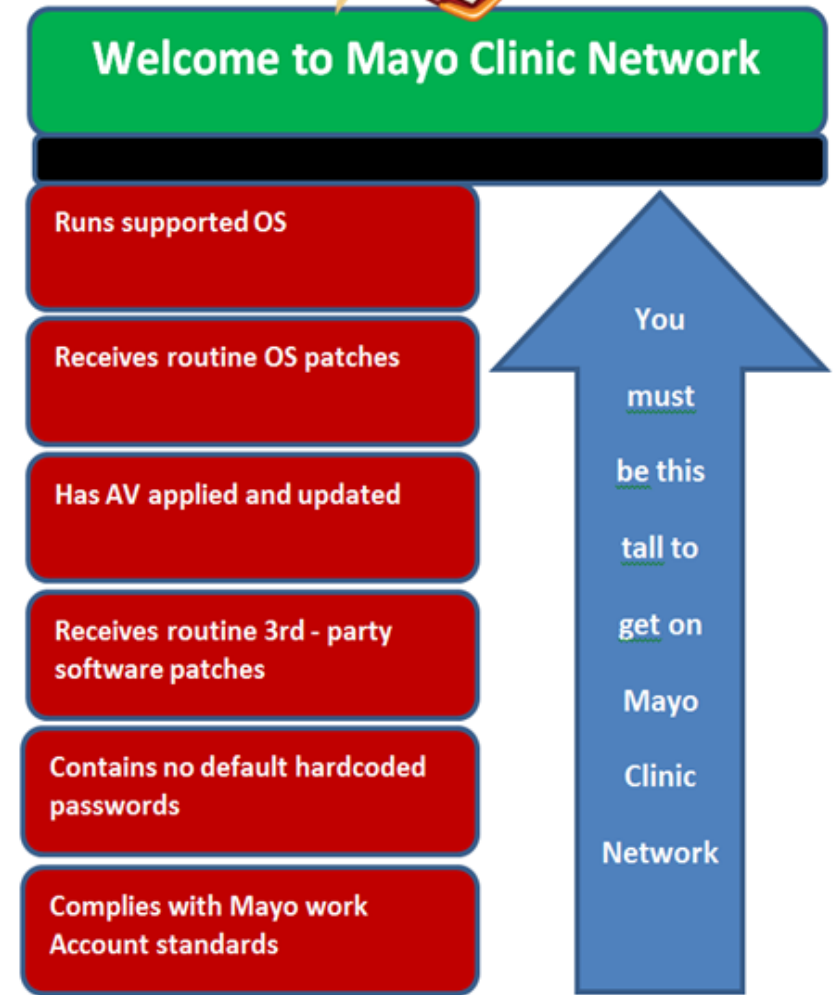 Welcome to Mayo Clinic Network
Runs supported OS
Receives routine OS patches
Has AV applied and updated
Receives routine 3rd - party
software patches
Contains no default hardcoded
passwords
Complies with Mayo work
Account standards
You
must
be this
tall to
get on
Mayo
Clinic
Network